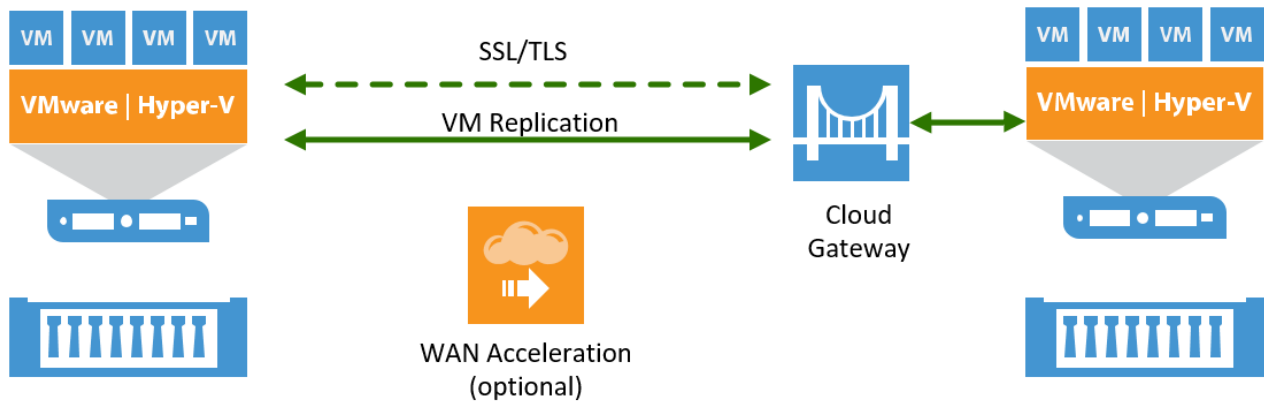 VM VM VM VM
VMware | Hyper-V
SSL/TLS
VM Replication
WAN Acceleration
(optional)
Cloud
Gateway
VM VM VM VM
VMware | Hyper-V